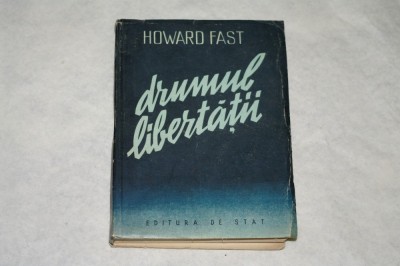 HOWARD FAST
drumul
libertății
EDITURA DE STAT